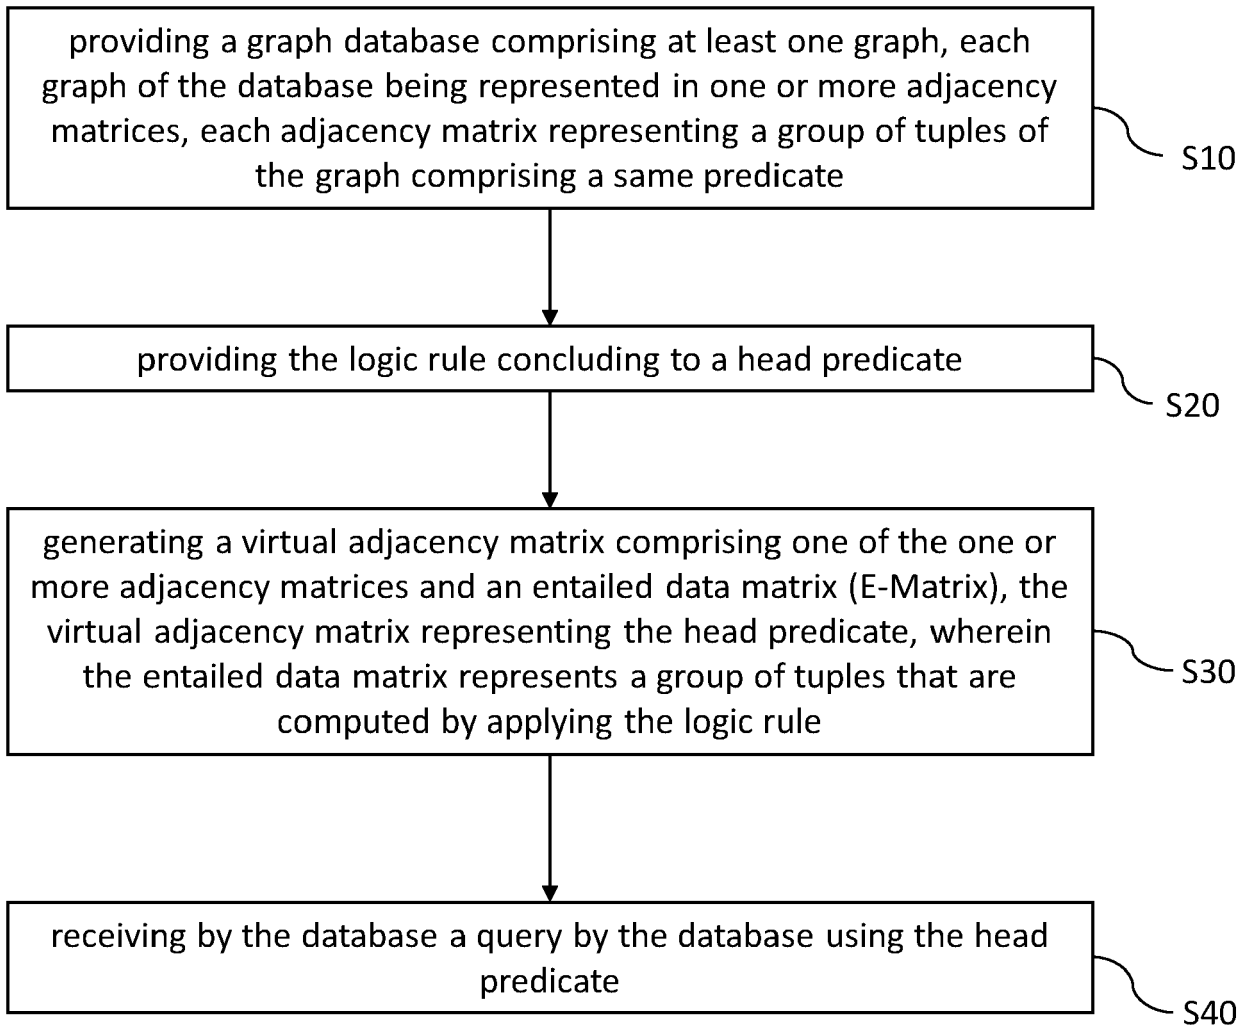 providing a graph database comprising at least one graph, each
graph of the database being represented in one or more adjacency
matrices, each adjacency matrix representing a group of tuples of
the graph comprising a same predicate
S10
providing the logic rule concluding to a head predicate
S20
generating a virtual adjacency matrix comprising one of the one or
more adjacency matrices and an entailed data matrix (E-Matrix), the
virtual adjacency matrix representing the head predicate, wherein
the entailed data matrix represents a group of tuples that are
computed by applying the logic rule
S30
receiving by the database a query by the database using the head
predicate
S40